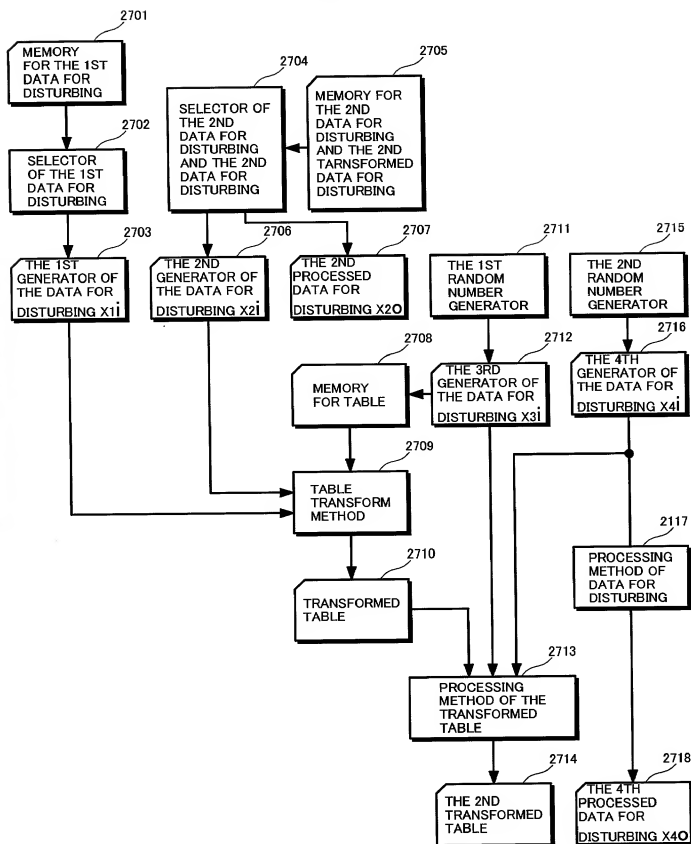 2701
MEMORY
FOR THE 1ST
DATA FOR
DISTURBING
2702
SELECTOR
OF THE 1ST
DATA FOR
DISTURBING
2703
THE 1ST
GENERATOR OF
THE DATA FOR
DISTURBING X1i
2704
SELECTOR OF
THE 2ND
DATA FOR
DISTURBING
AND THE 2ND
DATA FOR
DISTURBING
2705
MEMORY FOR
THE 2ND
DATA FOR
DISTURBING
AND THE 2ND
TARNSFORMED
DATA FOR
DISTURBING
2706
THE 2ND
GENERATOR OF
THE DATA FOR
DISTURBING X2i
2707
THE 2ND
PROCESSED
DATA FOR
DISTURBING X2O
2711
THE 1ST
RANDOM
NUMBER
GENERATOR
2715
THE 2ND
RANDOM
NUMBER
GENERATOR
2708
MEMORY
FOR TABLE
2712
THE 3RD
GENERATOR OF
THE DATA FOR
DISTURBING X3i
2716
THE 4TH
GENERATOR OF
THE DATA FOR
DISTURBING X4i
2709
TABLE
TRANSFORM
METHOD
2710
TRANSFORMED
TABLE
2117
PROCESSING
METHOD OF
DATA FOR
DISTURBING
2713
PROCESSING
METHOD OF THE
TRANSFORMED
TABLE
2714
THE 2ND
TRANSFORMED
TABLE
2718
THE 4TH
PROCESSED
DATA FOR
DISTURBING X4O